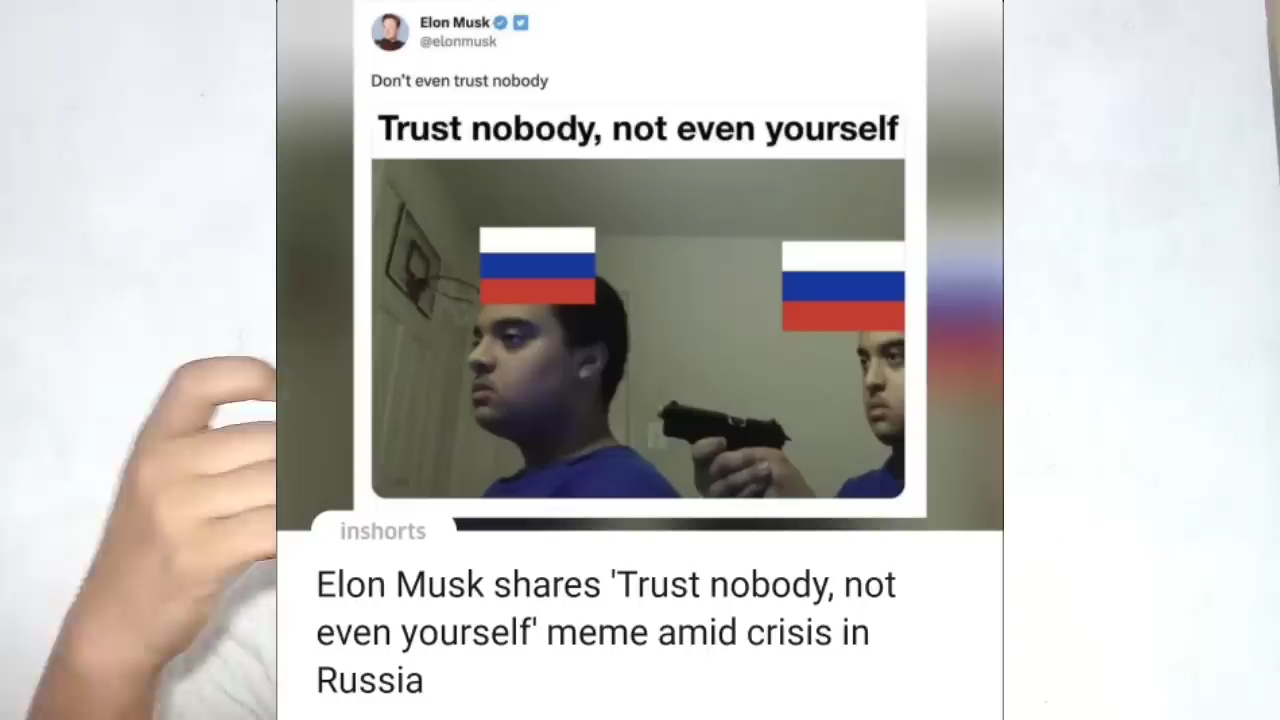 Elon Musk
@elonmusk
Don't even trust nobody
Trust nobody, not even yourself
inshorts
Elon Musk shares 'Trust nobody, not
even yourself' meme amid crisis in
Russia